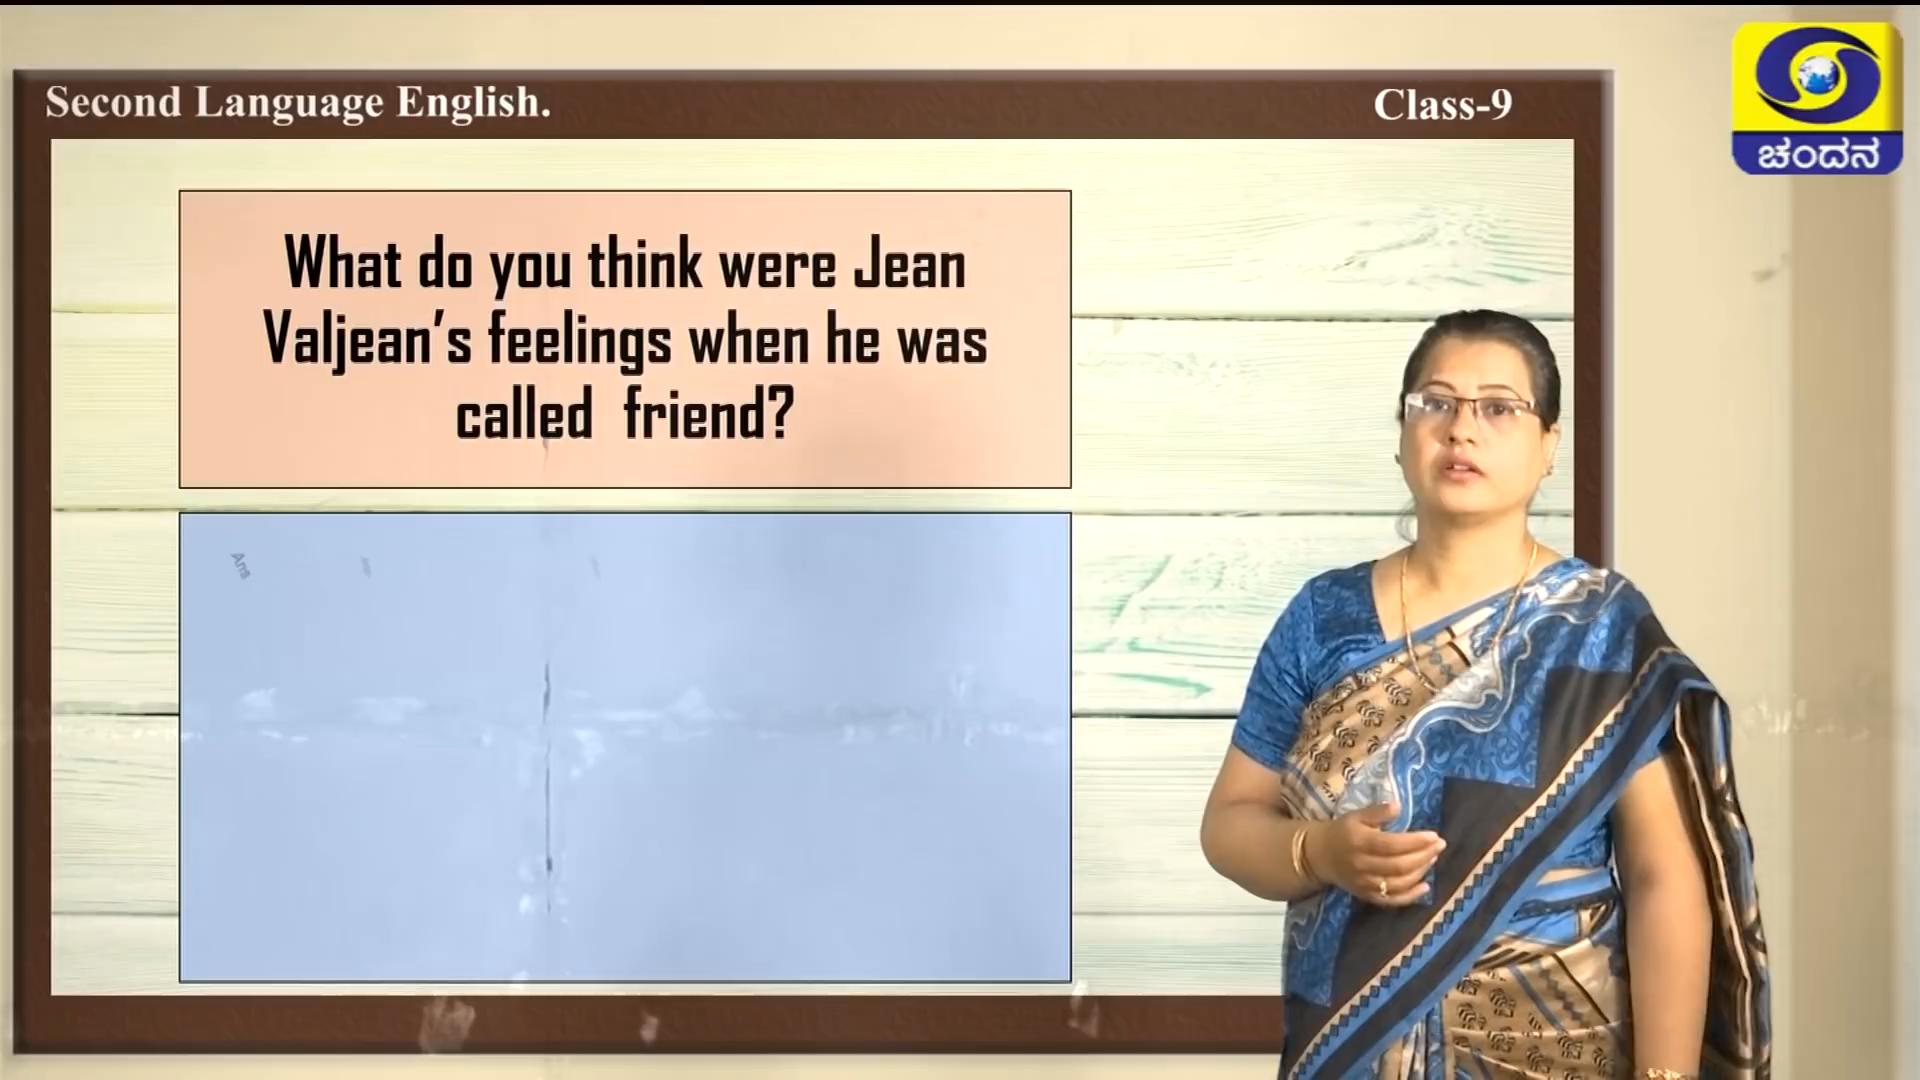 Second Language English.
Class-9
ಚಂದನ
What do you think were Jean
Valjean's feelings when he was
called friend?
Ans